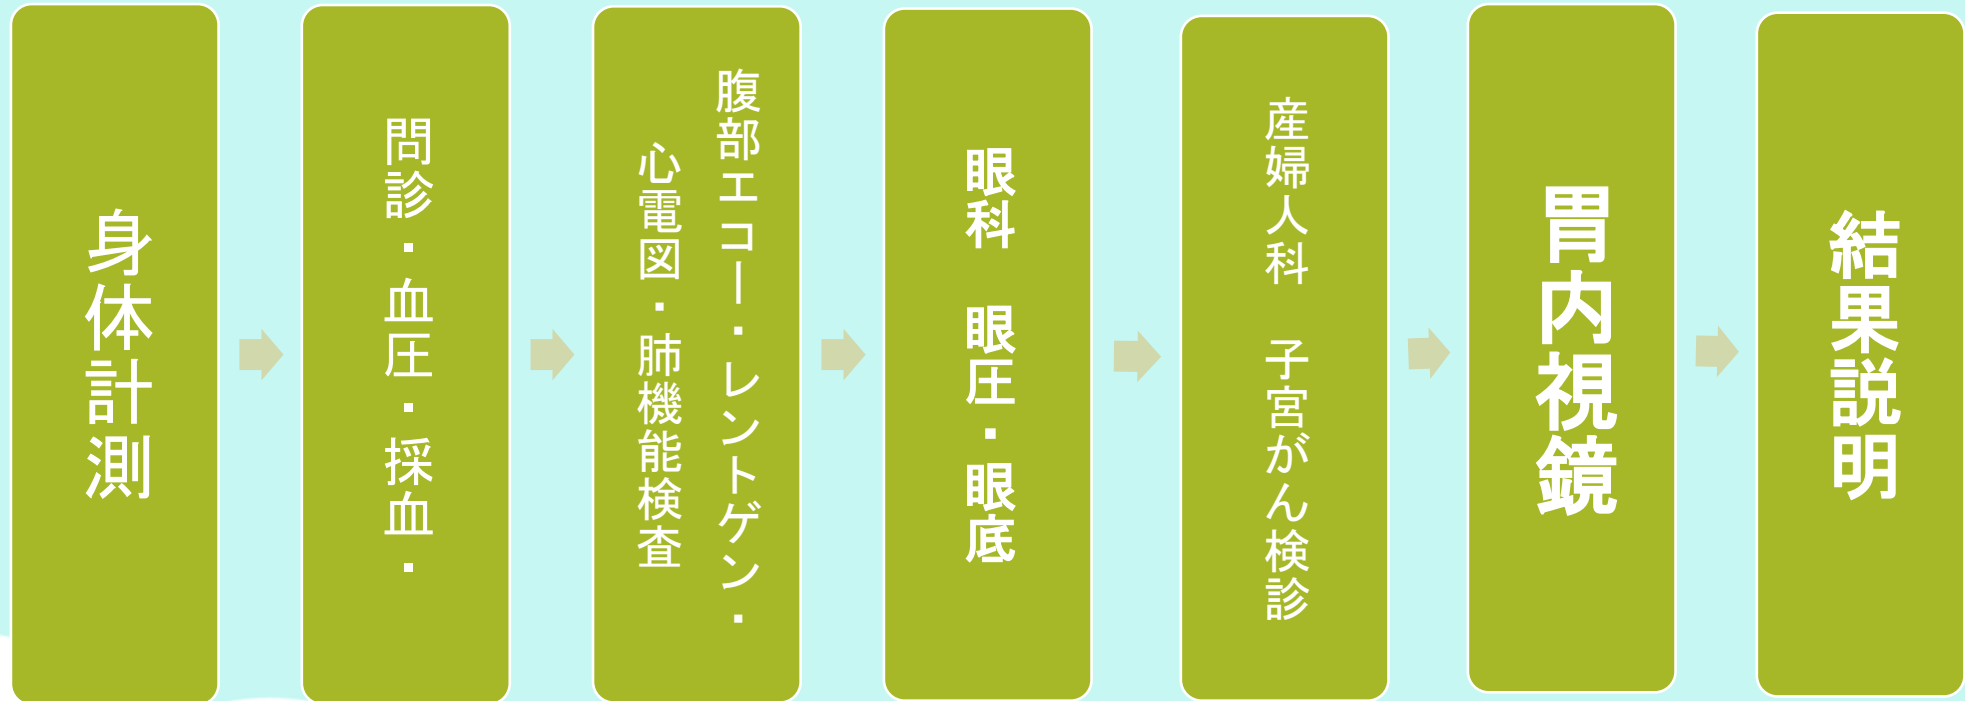 身体計測
問診・血圧・採血・
腹部エコー・レントゲン・
心電図・肺機能検査
眼科　眼圧・眼底
産婦人科　子宮がん検診
胃内視鏡
結果説明